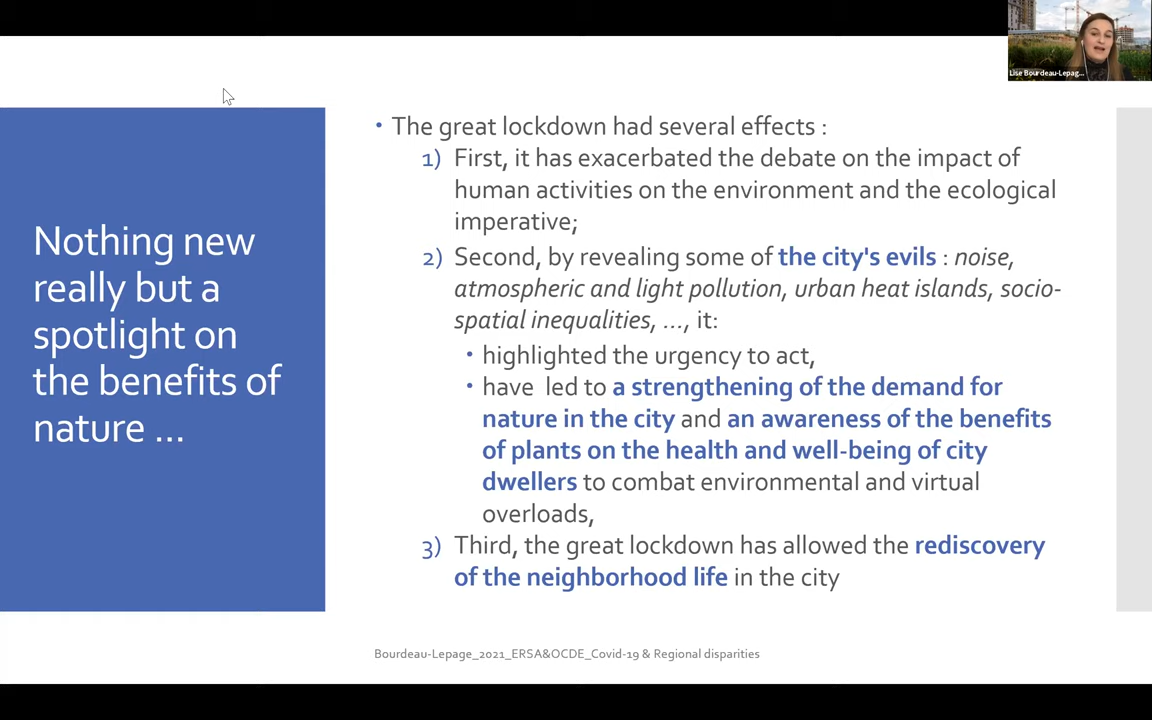 Lise Bourdeau-Lepag...
Nothing new
really but a
spotlight on
the benefits of
nature ...
• The great lockdown had several effects :
1) First, it has exacerbated the debate on the impact of
human activities on the environment and the ecological
imperative;
2) Second, by revealing some of the city's evils : noise,
atmospheric and light pollution, urban heat islands, socio-
spatial inequalities, ..., it:
• highlighted the urgency to act,
• have led to a strengthening of the demand for
nature in the city and an awareness of the benefits
of plants on the health and well-being of city
dwellers to combat environmental and virtual
overloads,
3) Third, the great lockdown has allowed the rediscovery
of the neighborhood life in the city
Bourdeau-Lepage_2021_ERSA&OCDE_Covid-19 & Regional disparities